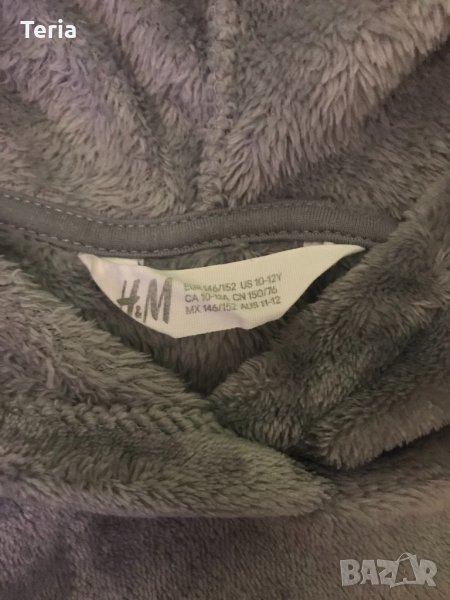 Teria
H&M
EUR 146/152 US 10-12Y
CA 10-12A CN 150/76
MX 146/152 AUS 11-12
BAZAR